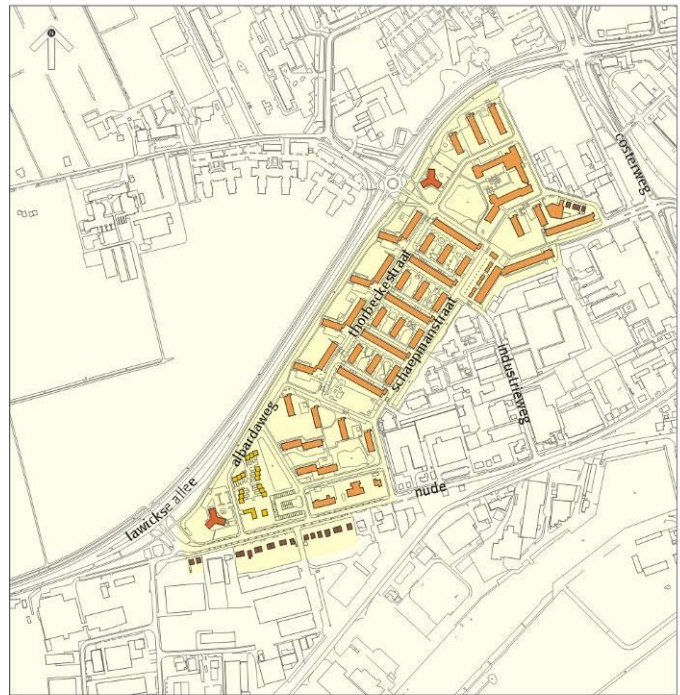 N
costerweg
thorbeckestraat
schaepmanstraat
industrieweg
albardaweg
nude
lawickse allee